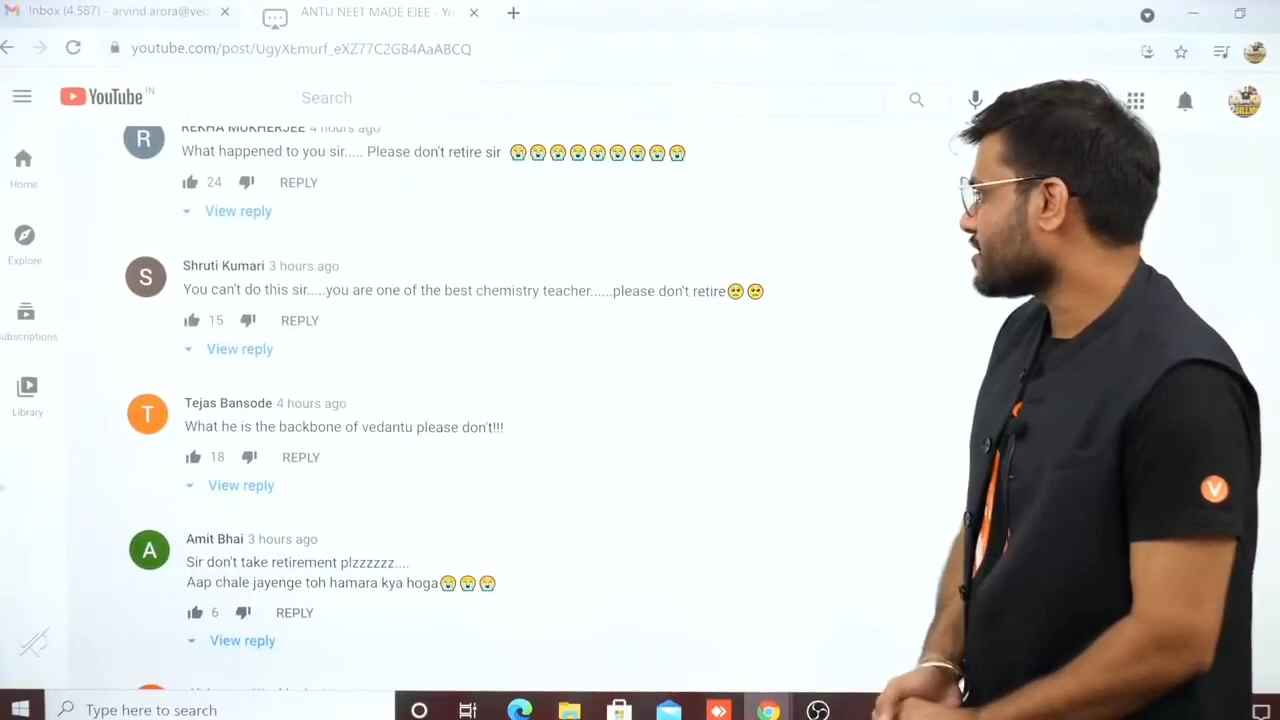 Inbox (4,587) - arvind.arora@ved
ANTU NEET MADE EJEE - Yo
youtube.com/post/UgyXEmurf_eXZ77C2GB4AaABCQ
YouTube IN
Search
REKHA MUKHERJEE 4 hours ago
R
What happened to you sir..... Please don't retire sir 😭😭😭😭😭😭😭😭😭
24 REPLY
Home
View reply
Explore
Shruti Kumari 3 hours ago
S
You can't do this sir.....you are one of the best chemistry teacher......please don't retire🥺🥺
15 REPLY
ubscriptions
View reply
Library
Tejas Bansode 4 hours ago
T
What he is the backbone of vedantu please don't!!!
18 REPLY
View reply
V
Amit Bhai 3 hours ago
A
Sir don't take retirement plzzzzzz....
Aap chale jayenge toh hamara kya hoga😭😭😭
6 REPLY
View reply
Type here to search